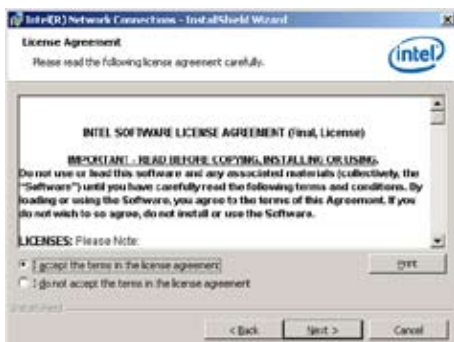 Intel(R) Network Connections - InstallShield Wizard
License Agreement
Please read the following license agreement carefully.
intel
INTEL SOFTWARE LICENSE AGREEMENT (Final, License)
IMPORTANT - READ BEFORE COPYING, INSTALLING OR USING.
Do not use or load this software and any associated materials (collectively, the
"Software") until you have carefully read the following terms and conditions. By
loading or using the Software, you agree to the terms of this Agreement. If you
do not wish to so agree, do not install or use the Software.
LICENSES: Please Note:
I accept the terms in the license agreement
Print
I do not accept the terms in the license agreement
InstallShield
< Back
Next >
Cancel